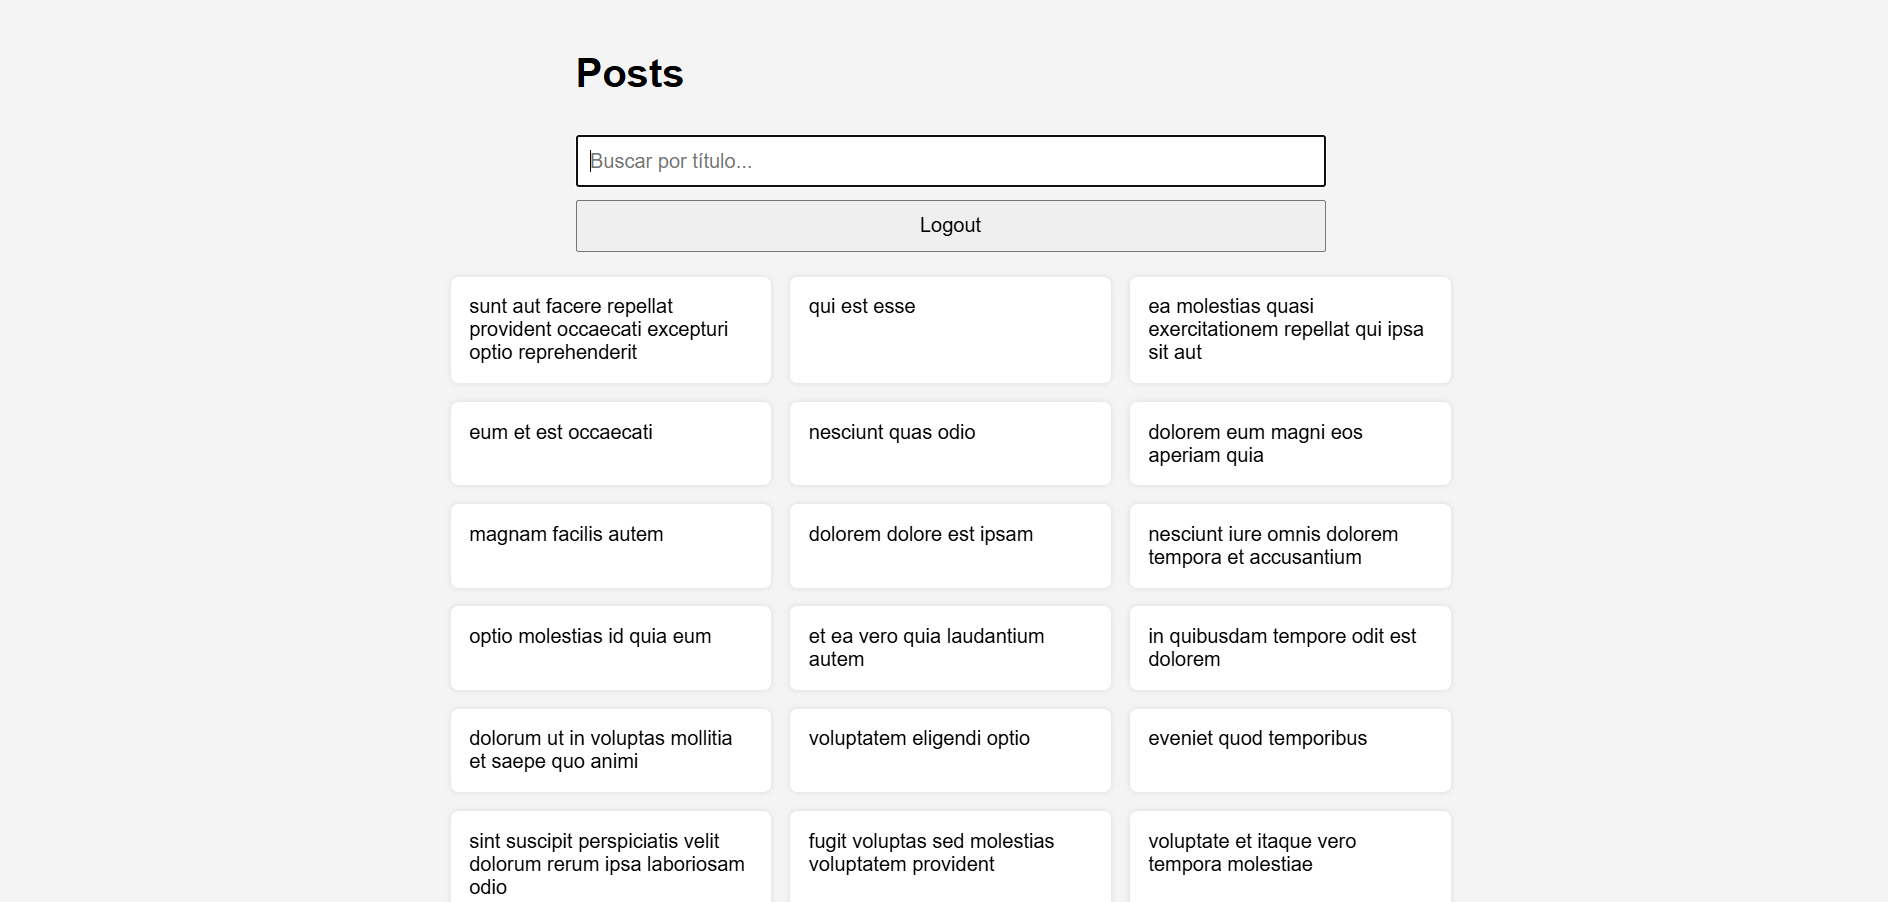 Posts
Buscar por título...
Logout
sunt aut facere repellat
provident occaecati excepturi
optio reprehenderit
qui est esse
ea molestias quasi
exercitationem repellat qui ipsa
sit aut
eum et est occaecati
nesciunt quas odio
dolorem eum magni eos
aperiam quia
magnam facilis autem
dolorem dolore est ipsam
nesciunt iure omnis dolorem
tempora et accusantium
optio molestias id quia eum
et ea vero quia laudantium
autem
in quibusdam tempore odit est
dolorem
dolorum ut in voluptas mollitia
et saepe quo animi
voluptatem eligendi optio
eveniet quod temporibus
sint suscipit perspiciatis velit
dolorum rerum ipsa laboriosam
odio
fugit voluptas sed molestias
voluptatem provident
voluptate et itaque vero
tempora molestiae